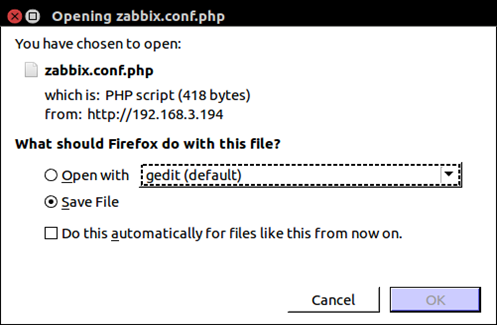 Opening zabbix.conf.php
You have chosen to open:
zabbix.conf.php
which is: PHP script (418 bytes)
from: http://192.168.3.194
What should Firefox do with this file?
Open with gedit (default)
Save File
Do this automatically for files like this from now on.
Cancel OK